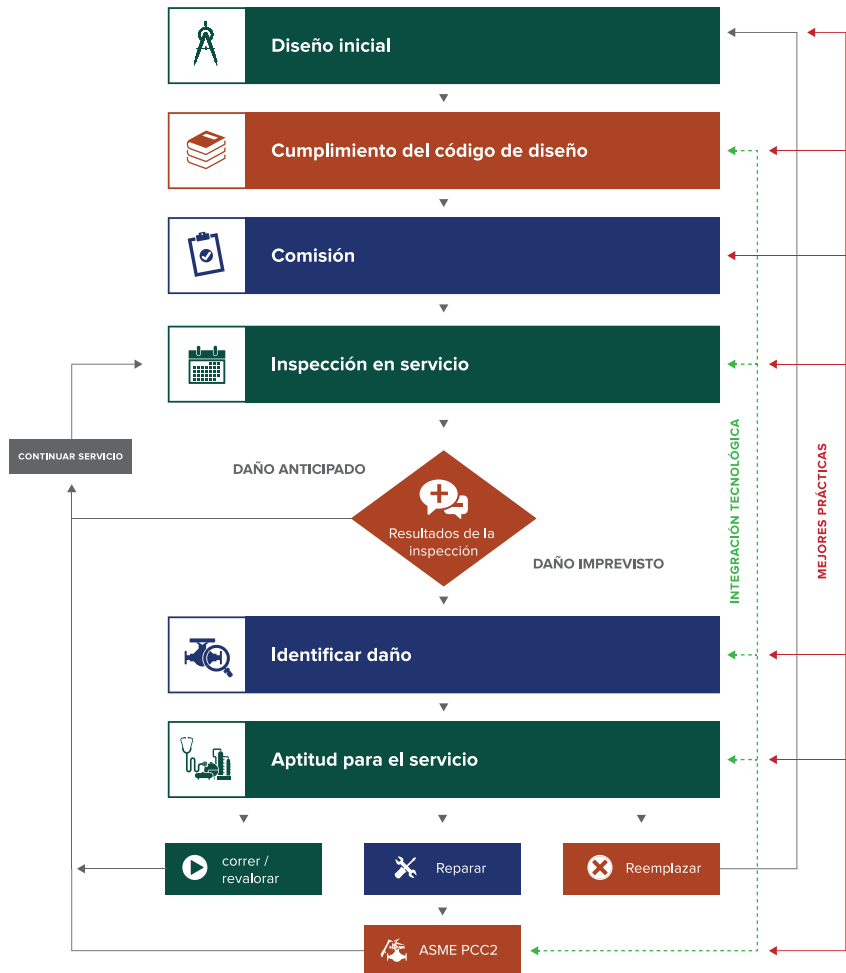 Diseño inicial
Cumplimiento del código de diseño
Comisión
Inspección en servicio
CONTINUAR SERVICIO
DAÑO ANTICIPADO
Resultados de la
inspección
DAÑO IMPREVISTO
INTEGRACIÓN TECNOLÓGICA
MEJORES PRÁCTICAS
Identificar daño
Aptitud para el servicio
correr /
revalorar
Reparar
Reemplazar
ASME PCC2